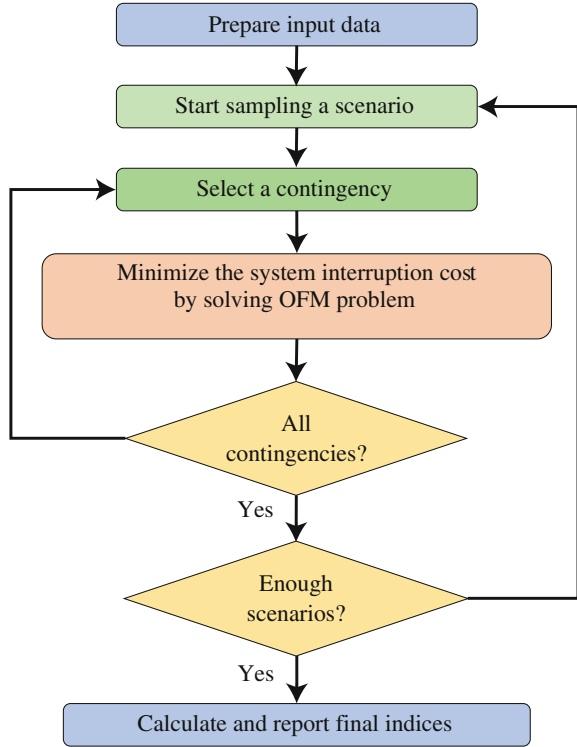 Prepare input data
Start sampling a scenario
Select a contingency
Minimize the system interruption cost
by solving OFM problem
All
contingencies?
Yes
Enough
scenarios?
Yes
Calculate and report final indices